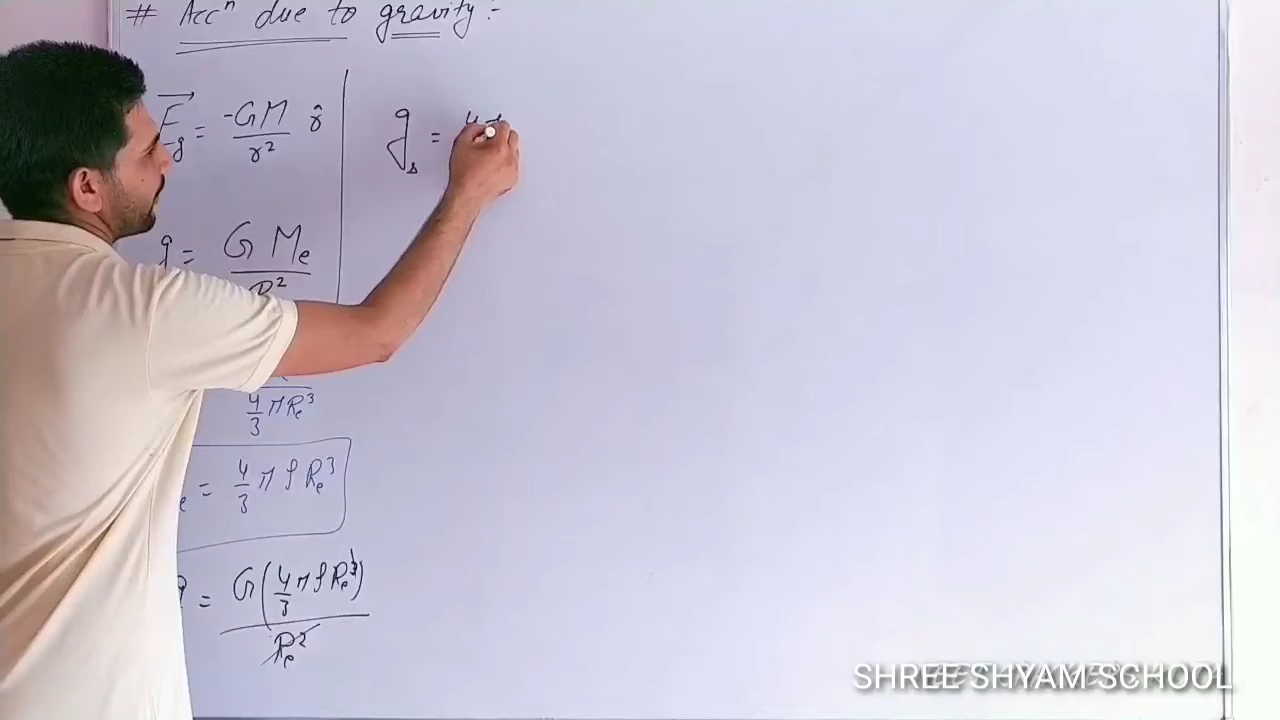 # Accⁿ due to gravity :-
= -GM / r² r̂
g = G Mₑ / R²
4/3 π Rₑ³
ₑ = 4/3 π ρ Rₑ³
= G(4/3 π ρ Rₑ³) / Rₑ²
gₛ = 4
SHREE SHYAM SCHOOL